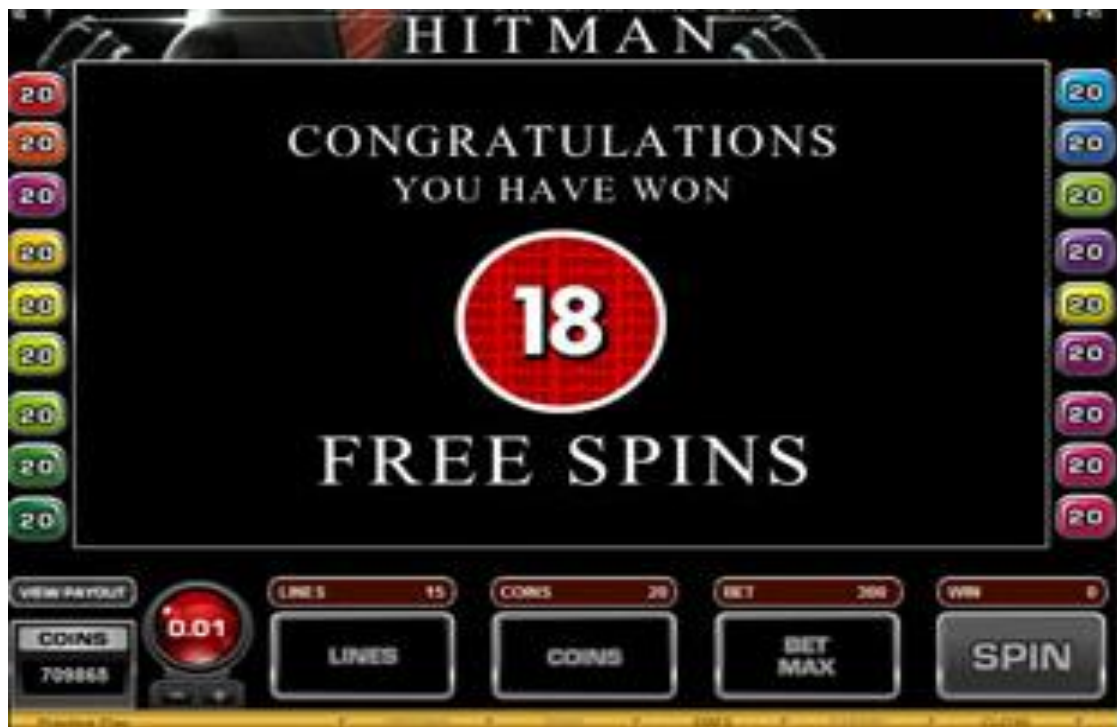 HITMAN
CONGRATULATIONS
YOU HAVE WON
18
FREE SPINS
20 20
20 20
20 20
20 20
20 20
20 20
20 20
20 20
20 20
VIEW PAYOUT
LINES 15 COINS 20 BET 300 WIN 0
0.01
COINS
709868
LINES COINS BET MAX SPIN
- +